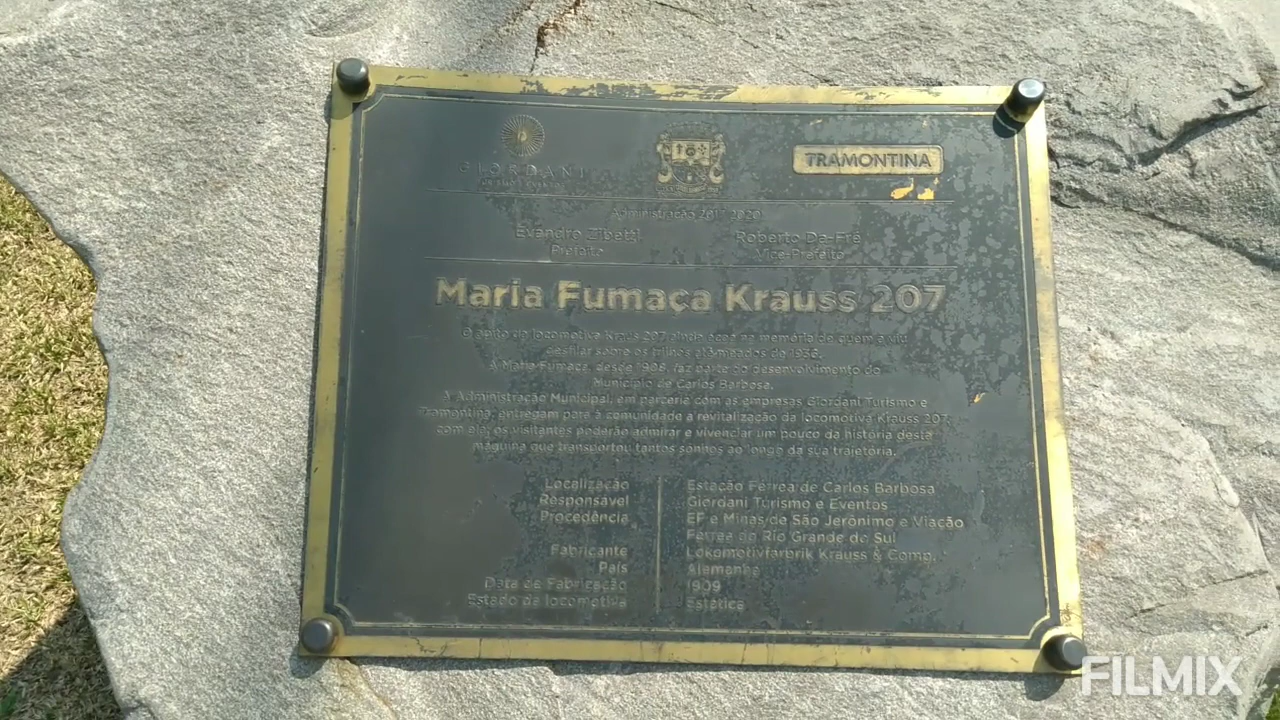 GIORDANI
TRAMONTINA
Administração 2017 2020
Evandro Zibetti
Roberto Da-Fré
Prefeito
Vice-Prefeito
Maria Fumaça Krauss 207
O apito da locomotiva Kraus 207 ainda ecoa na memória de quem a viu
desfilar sobre os trilhos até meados de 1936.
A Maria Fumaça, desde faz parte do desenvolvimento do
Município de Carlos Barbosa.
A Administração Municipal, em parceria com as empresas Giordani Turismo e
Tramontina, entregam para a comunidade a revitalização da locomotiva Krauss 207;
com ela, os visitantes poderão admirar e vivenciar um pouco da história desta
máquina que transportou tantos sonhos ao longo da sua trajetória.
Localização Estação Férrea de Carlos Barbosa
Responsável Giordani Turismo e Eventos
Procedência EF e Minas de São Jerônimo e Viação
Férrea do Rio Grande do Sul
Fabricante Lokomotivfarbrik Krauss & Comp.
País Alemanha
Data de Fabricação 1909
Estado da locomotiva Estática
FILMIX